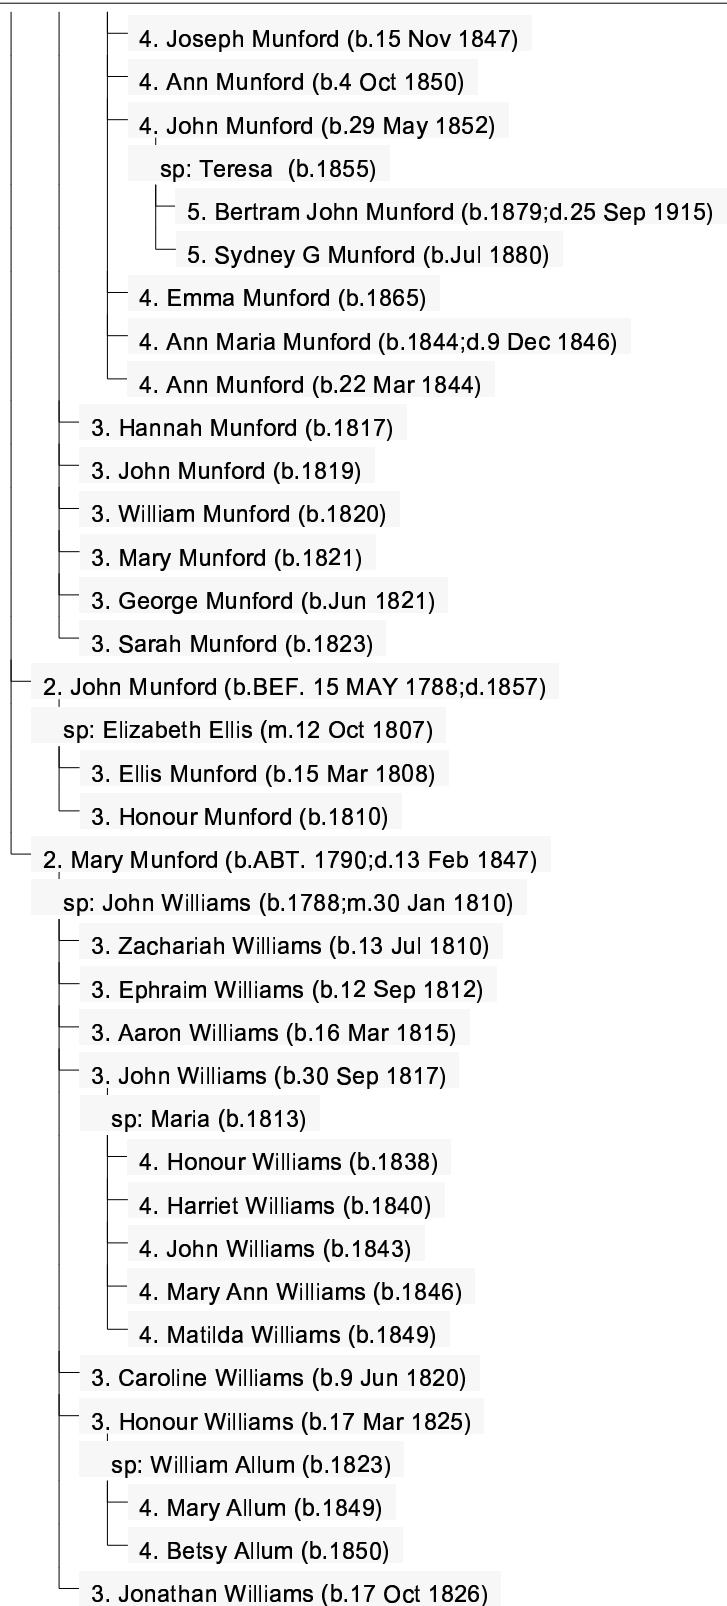 4. Joseph Munford (b.15 Nov 1847)
4. Ann Munford (b.4 Oct 1850)
4. John Munford (b.29 May 1852)
sp: Teresa  (b.1855)
5. Bertram John Munford (b.1879;d.25 Sep 1915)
5. Sydney G Munford (b.Jul 1880)
4. Emma Munford (b.1865)
4. Ann Maria Munford (b.1844;d.9 Dec 1846)
4. Ann Munford (b.22 Mar 1844)
3. Hannah Munford (b.1817)
3. John Munford (b.1819)
3. William Munford (b.1820)
3. Mary Munford (b.1821)
3. George Munford (b.Jun 1821)
3. Sarah Munford (b.1823)
2. John Munford (b.BEF. 15 MAY 1788;d.1857)
sp: Elizabeth Ellis (m.12 Oct 1807)
3. Ellis Munford (b.15 Mar 1808)
3. Honour Munford (b.1810)
2. Mary Munford (b.ABT. 1790;d.13 Feb 1847)
sp: John Williams (b.1788;m.30 Jan 1810)
3. Zachariah Williams (b.13 Jul 1810)
3. Ephraim Williams (b.12 Sep 1812)
3. Aaron Williams (b.16 Mar 1815)
3. John Williams (b.30 Sep 1817)
sp: Maria (b.1813)
4. Honour Williams (b.1838)
4. Harriet Williams (b.1840)
4. John Williams (b.1843)
4. Mary Ann Williams (b.1846)
4. Matilda Williams (b.1849)
3. Caroline Williams (b.9 Jun 1820)
3. Honour Williams (b.17 Mar 1825)
sp: William Allum (b.1823)
4. Mary Allum (b.1849)
4. Betsy Allum (b.1850)
3. Jonathan Williams (b.17 Oct 1826)